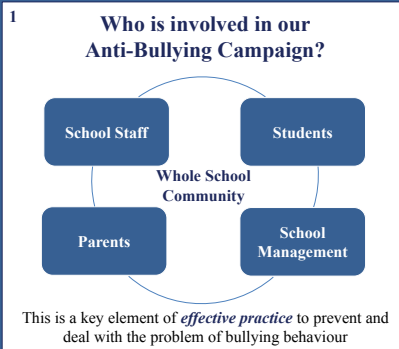 1
Who is involved in our
Anti-Bullying Campaign?
School Staff
Students
Whole School
Community
Parents
School
Management
This is a key element of effective practice to prevent and
deal with the problem of bullying behaviour